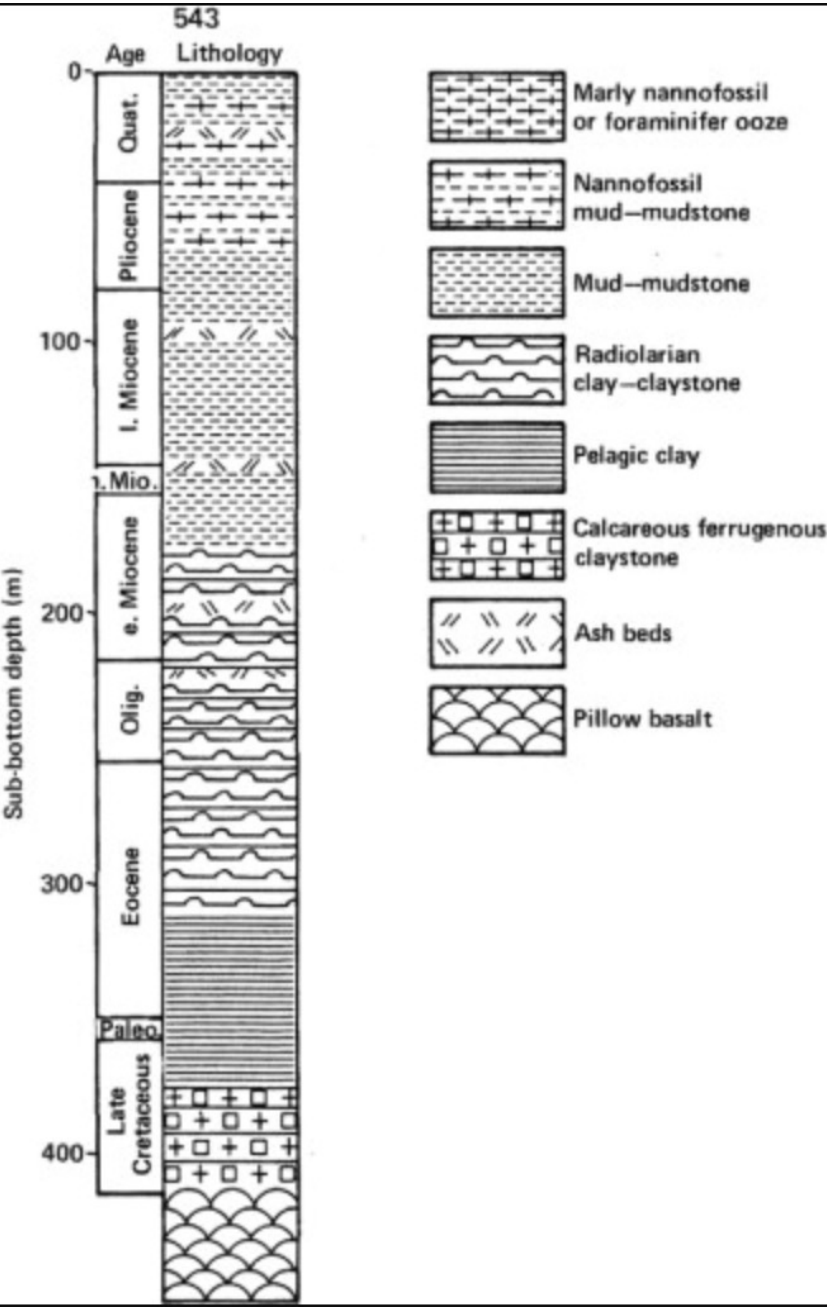 543
Age Lithology
0
Quat.
Pliocene
100
l. Miocene
n. Mio.
e. Miocene
200
Olig.
Eocene
300
Paleo.
Late
Cretaceous
400
Sub-bottom depth (m)
Marly nannofossil
or foraminifer ooze
Nannofossil
mud–mudstone
Mud–mudstone
Radiolarian
clay–claystone
Pelagic clay
Calcareous ferrugenous
claystone
Ash beds
Pillow basalt